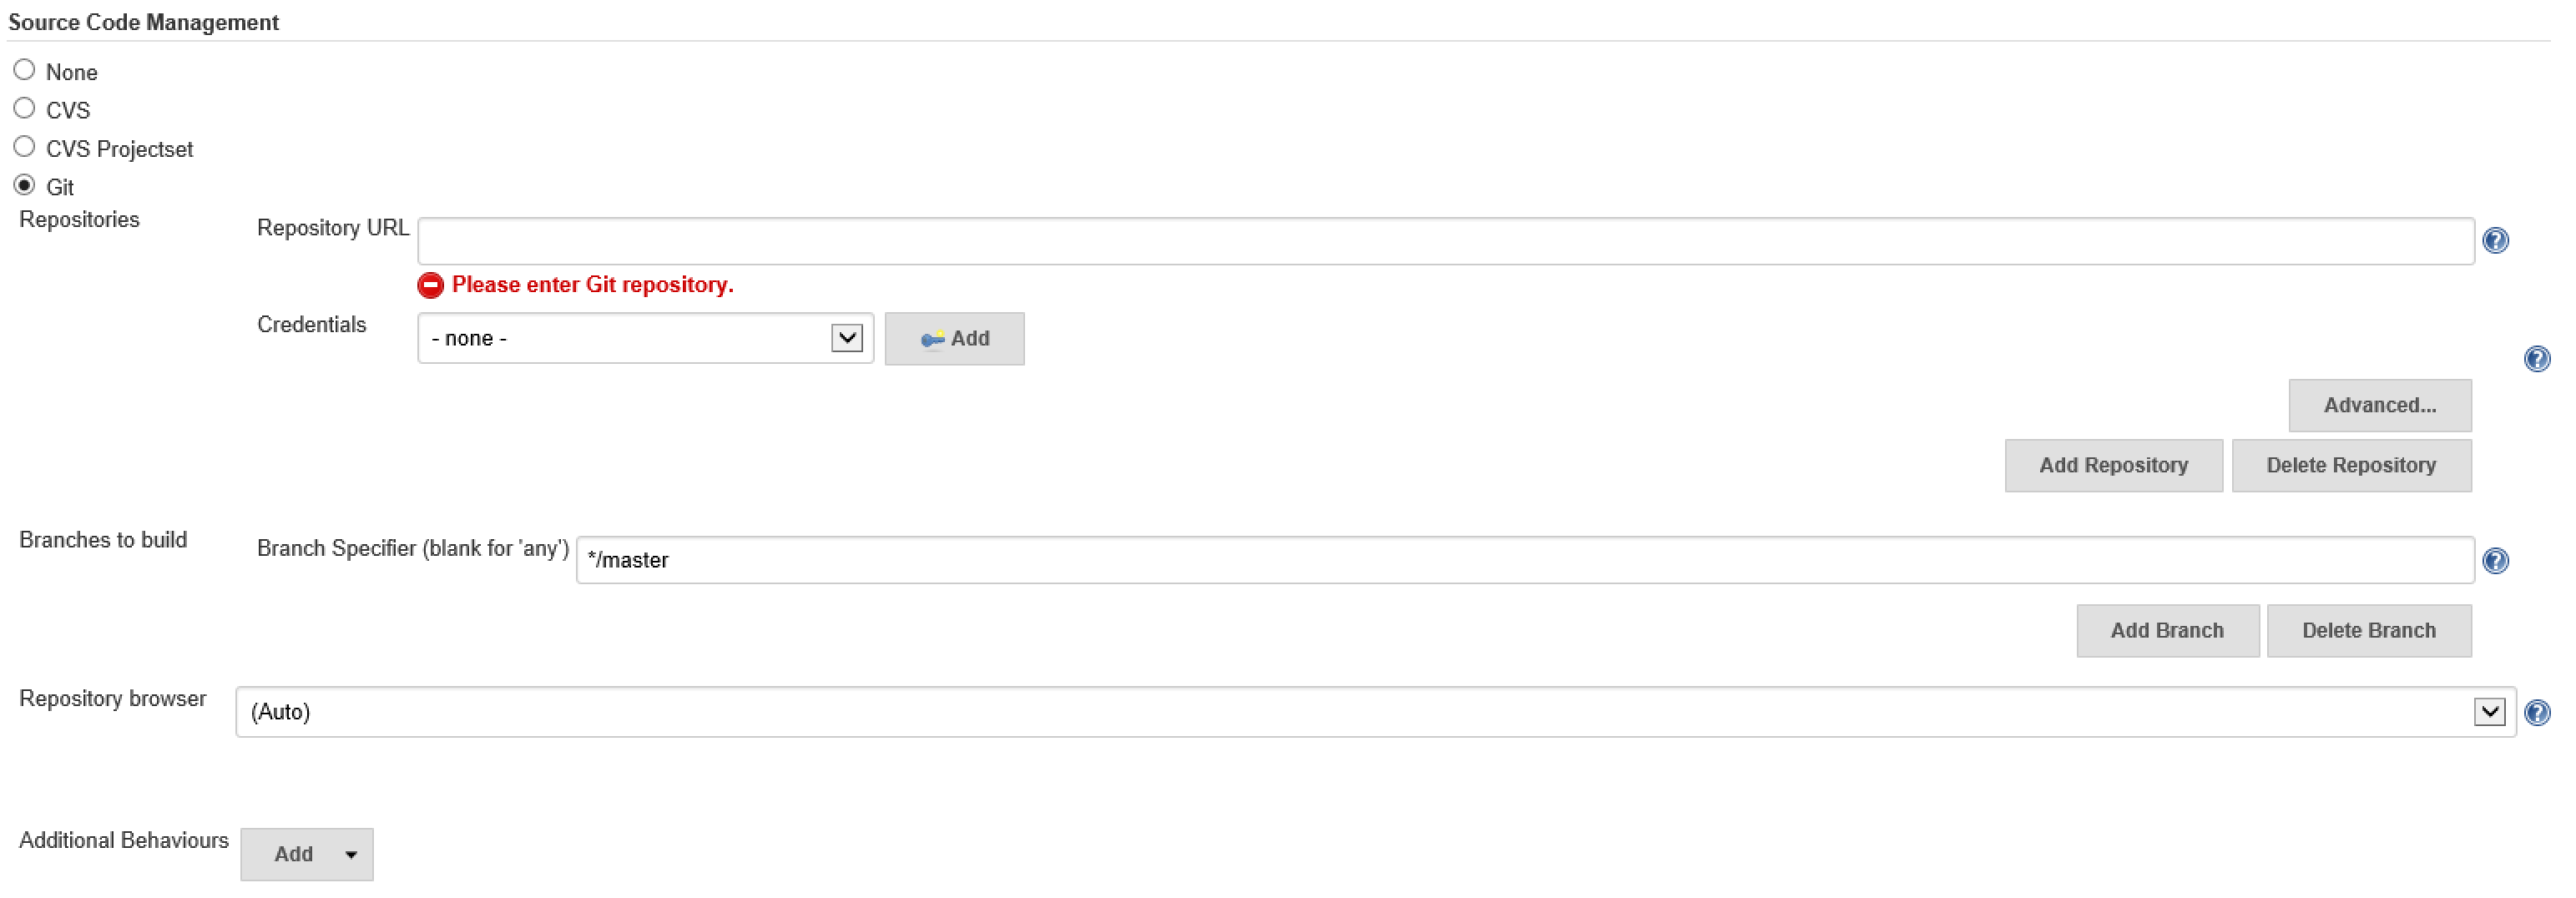 Source Code Management
None
CVS
CVS Projectset
Git
Repositories
Repository URL
Please enter Git repository.
Credentials
- none -
Add
Advanced...
Add Repository
Delete Repository
Branches to build
Branch Specifier (blank for 'any')
*/master
Add Branch
Delete Branch
Repository browser
(Auto)
Additional Behaviours
Add